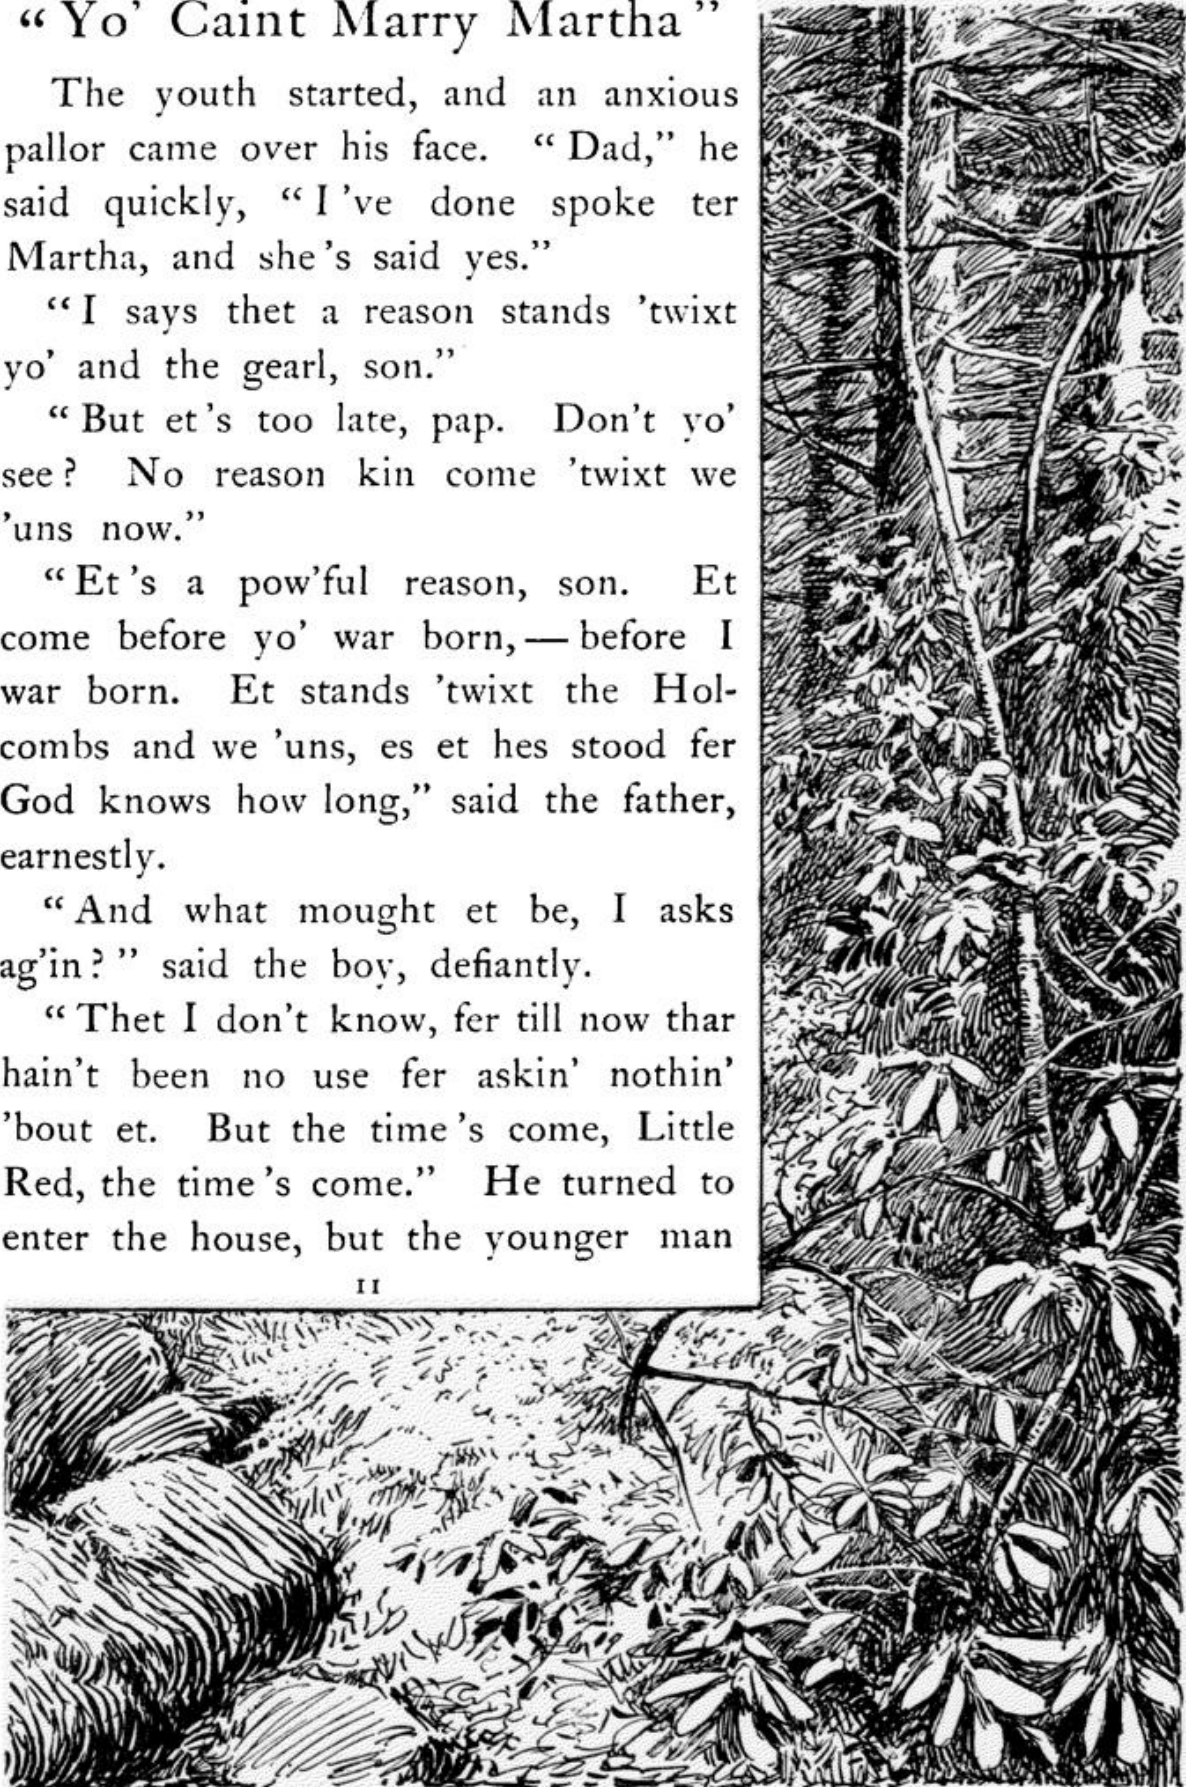 “Yo’ Caint Marry Martha”
The youth started, and an anxious
pallor came over his face. “Dad,” he
said quickly, “I ’ve done spoke ter
Martha, and she ’s said yes.”
“I says thet a reason stands ’twixt
yo’ and the gearl, son.”
“But et ’s too late, pap. Don’t yo’
see? No reason kin come ’twixt we
’uns now.”
“Et ’s a pow’ful reason, son. Et
come before yo’ war born,—before I
war born. Et stands ’twixt the Hol-
combs and we ’uns, es et hes stood fer
God knows how long,” said the father,
earnestly.
“And what mought et be, I asks
ag’in?” said the boy, defiantly.
“Thet I don’t know, fer till now thar
hain’t been no use fer askin’ nothin’
’bout et. But the time ’s come, Little
Red, the time ’s come.” He turned to
enter the house, but the younger man
11